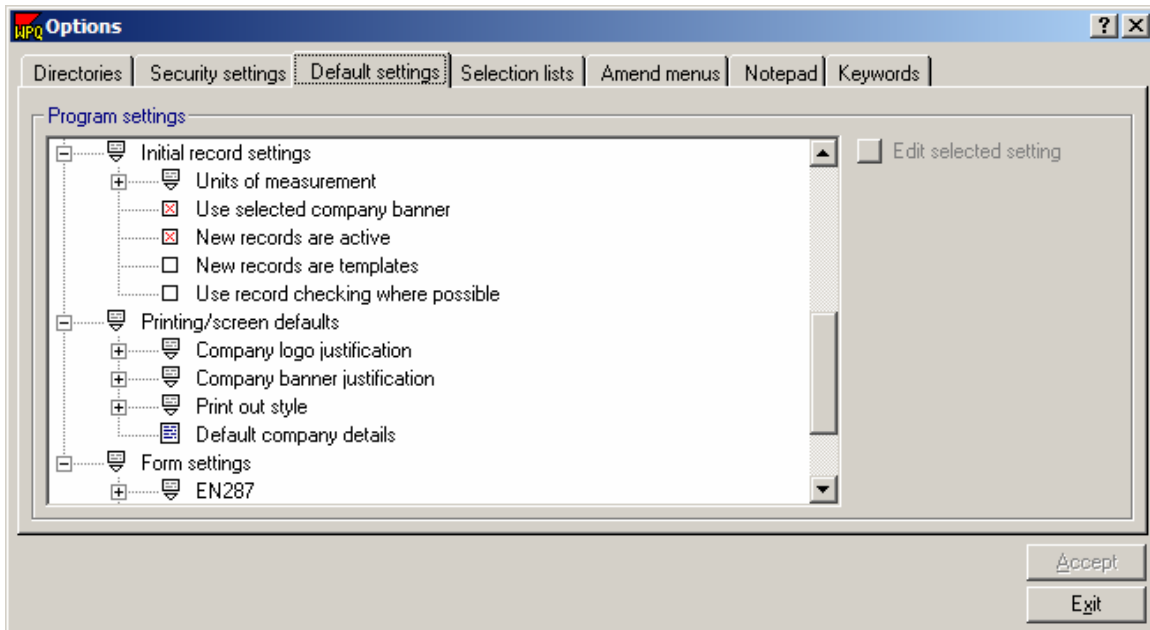 WPQ Options
Directories Security settings Default settings Selection lists Amend menus Notepad Keywords
Program settings
Initial record settings
Edit selected setting
Units of measurement
Use selected company banner
New records are active
New records are templates
Use record checking where possible
Printing/screen defaults
Company logo justification
Company banner justification
Print out style
Default company details
Form settings
EN287
Accept
Exit